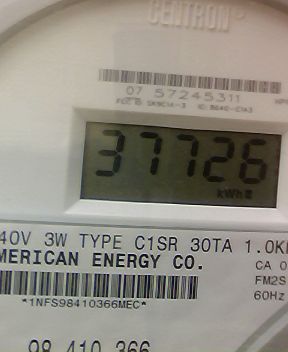 CENTRON®
07 57245311
37726
kWh
40V 3W TYPE C1SR 30TA 1.0K
MERICAN ENERGY CO.
CA 0
FM2S
60Hz
*1NFS98410366MEC*
98 410 366